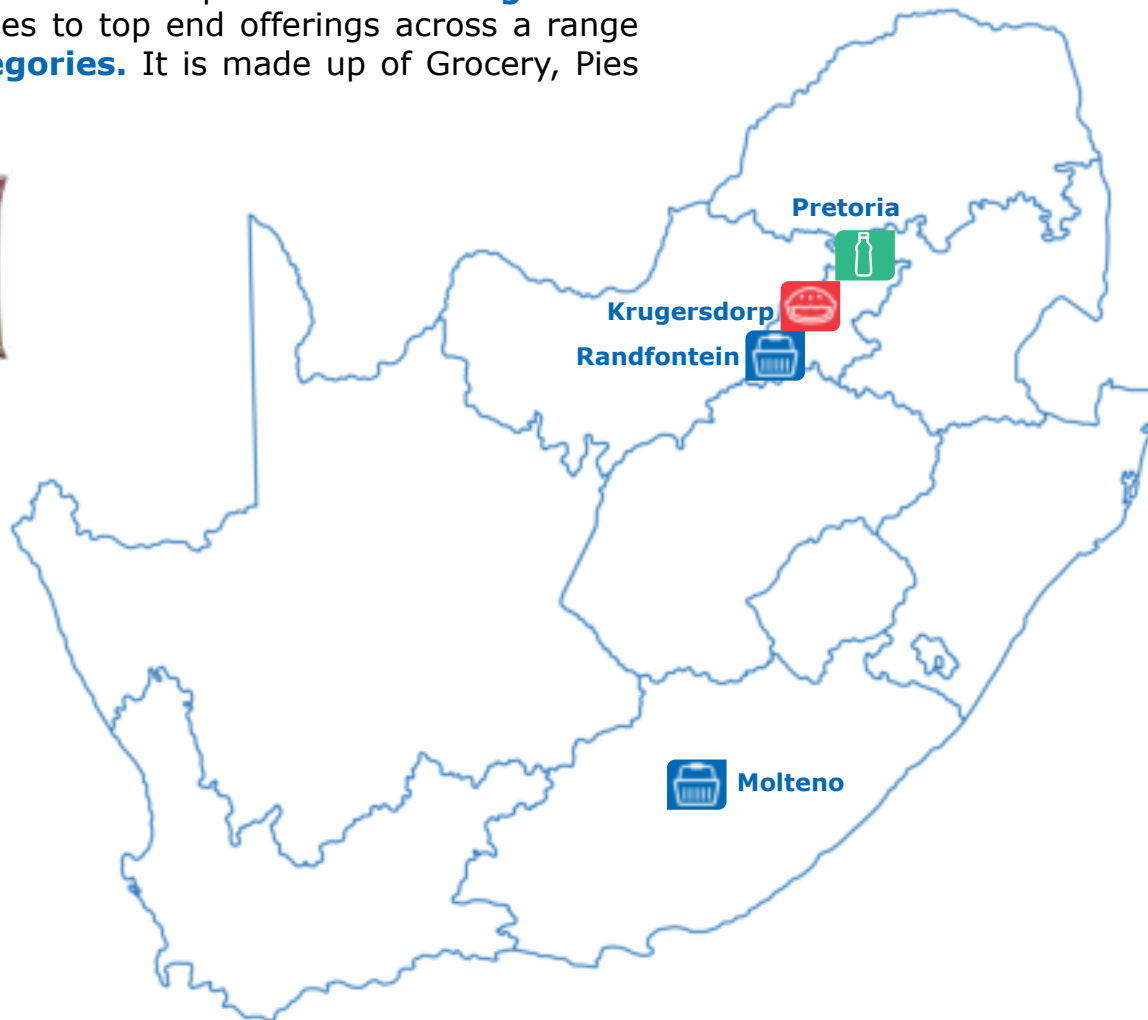 es to top end offerings across a range
egories. It is made up of Grocery, Pies
Pretoria
Krugersdorp
Randfontein
Molteno